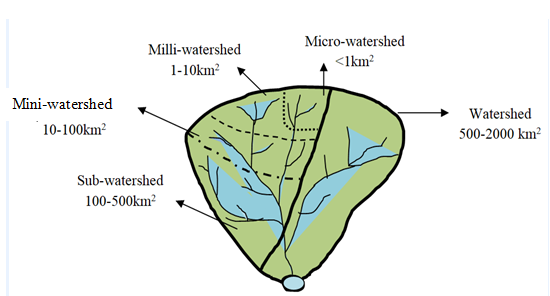 Micro-watershed
<1km²
Milli-watershed
1-10km²
Mini-watershed
10-100km²
Watershed
500-2000 km²
Sub-watershed
100-500km²